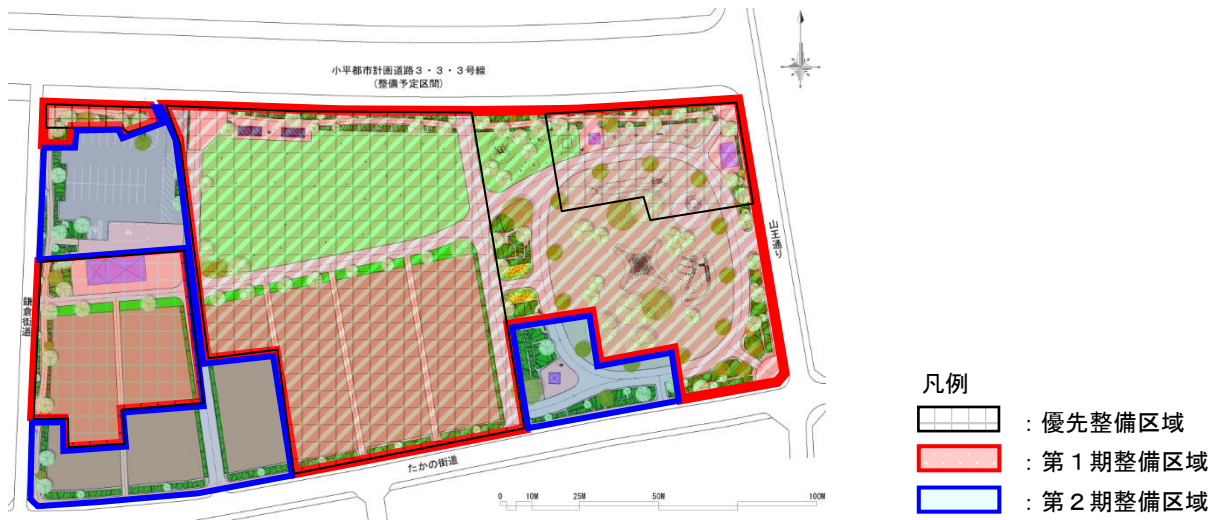 小平都市計画道路3・3・3号線
(整備予定区間)
山王通り
鎌倉街道
たかの街道
0 10M 25M 50M 100M
凡例
：優先整備区域
：第１期整備区域
：第２期整備区域